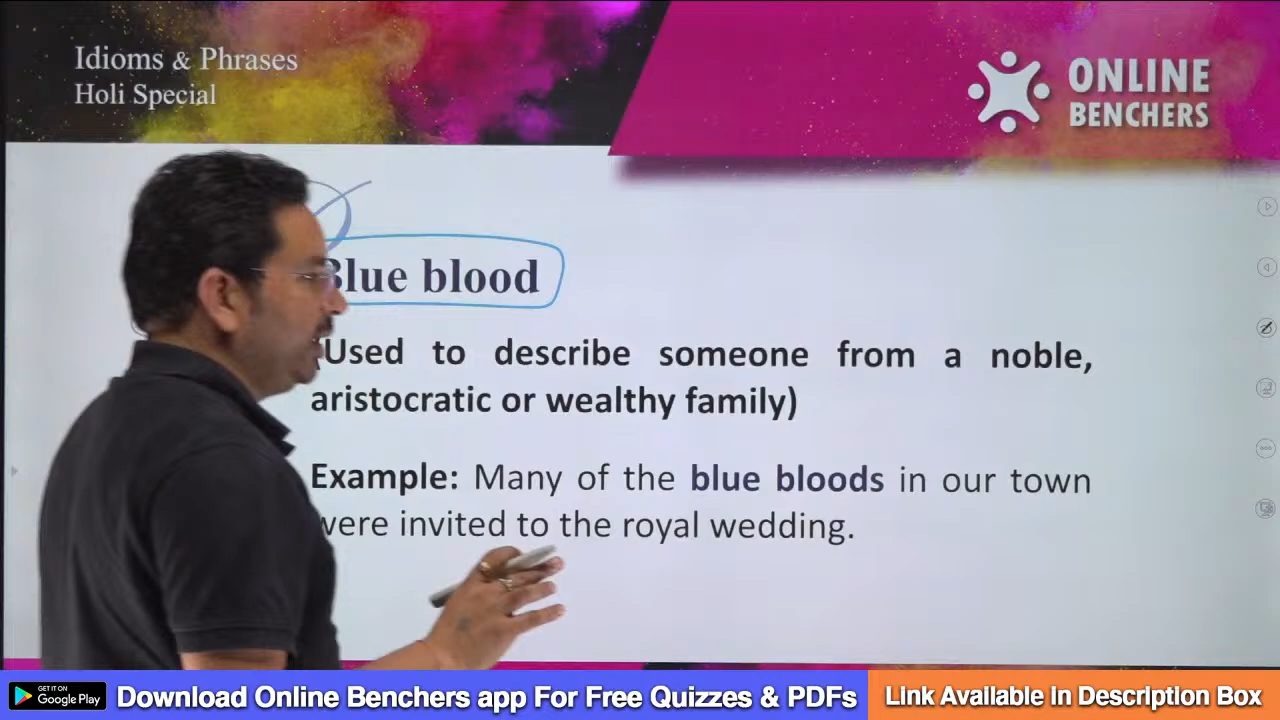 Idioms & Phrases
Holi Special
ONLINE
BENCHERS
Blue blood
(Used to describe someone from a noble,
aristocratic or wealthy family)
Example: Many of the blue bloods in our town
were invited to the royal wedding.
GET IT ON
Google Play
Download Online Benchers app For Free Quizzes & PDFs
Link Available In Description Box